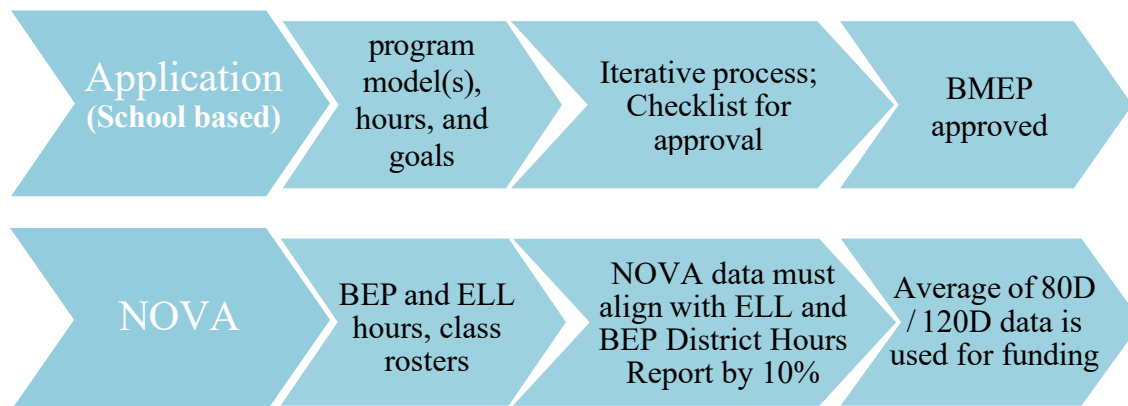 Application
(School based)
program
model(s),
hours, and
goals
Iterative process;
Checklist for
approval
BMEP
approved
NOVA
BEP and ELL
hours, class
rosters
NOVA data must
align with ELL and
BEP District Hours
Report by 10%
Average of 80D
/ 120D data is
used for funding